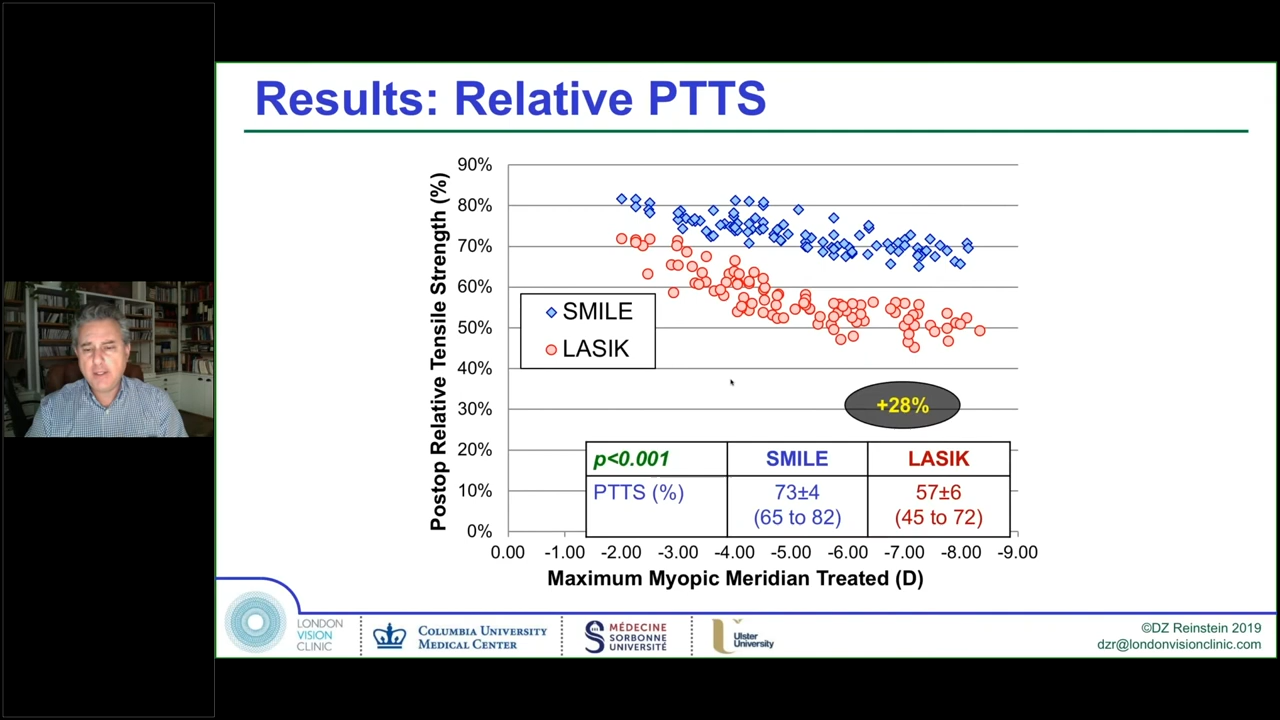 Results: Relative PTTS
Postop Relative Tensile Strength (%)
90%
80%
70%
60%
50%
40%
30%
20%
10%
0%
SMILE
LASIK
+28%
p<0.001 SMILE LASIK
PTTS (%) 73±4 57±6
(65 to 82) (45 to 72)
0.00 -1.00 -2.00 -3.00 -4.00 -5.00 -6.00 -7.00 -8.00 -9.00
Maximum Myopic Meridian Treated (D)
LONDON
VISION
CLINIC
COLUMBIA UNIVERSITY
MEDICAL CENTER
MÉDECINE
SORBONNE
UNIVERSITÉ
Ulster
University
©DZ Reinstein 2019
dzr@londonvisionclinic.com